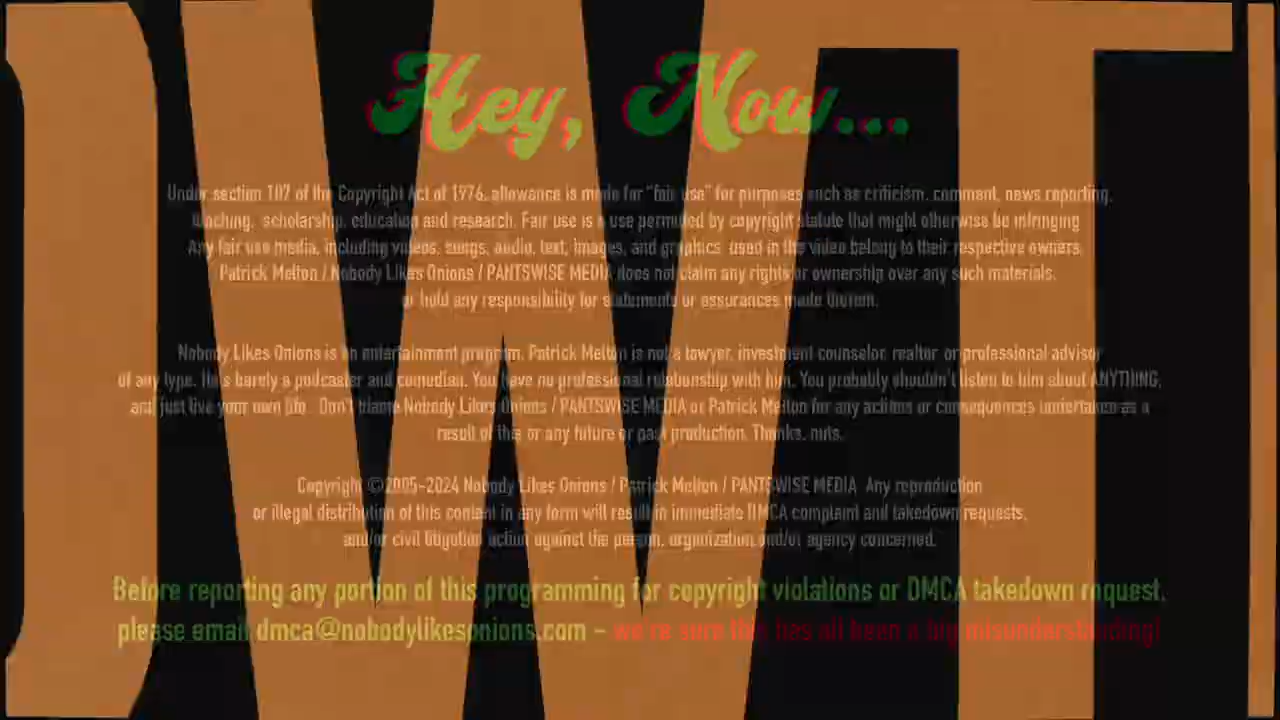 Hey, Now...
Under section 107 of the Copyright Act of 1976, allowance is made for "fair use" for purposes such as criticism, comment, news reporting,
teaching, scholarship, education and research. Fair use is a use permitted by copyright statute that might otherwise be infringing
Any fair use media, including videos, songs, audio, text, images, and graphics used in the video belong to their respective owners.
Patrick Melton / Nobody Likes Onions / PANTSWISE MEDIA does not claim any rights or ownership over any such materials.
or hold any responsibility for statements or assurances made therein.
Nobody Likes Onions is an entertainment program. Patrick Melton is not a lawyer, investment counselor, realtor or professional advisor
of any type. He's barely a podcaster and comedian. You have no professional relationship with him. You probably shouldn't listen to him about ANYTHING,
and just live your own life. Don't blame Nobody Likes Onions / PANTSWISE MEDIA or Patrick Melton for any actions or consequences undertaken as a
result of this or any future or past production. Thanks, nuts.
Copyright ©2005-2024 Nobody Likes Onions / Patrick Melton / PANTSWISE MEDIA Any reproduction
or illegal distribution of this content in any form will result in immediate DMCA complaint and takedown requests,
and/or civil litigation action against the person, organization and/or agency concerned.
Before reporting any portion of this programming for copyright violations or DMCA takedown request,
please email dmca@nobodylikesonions.com – we're sure this has all been a big misunderstanding!
WT